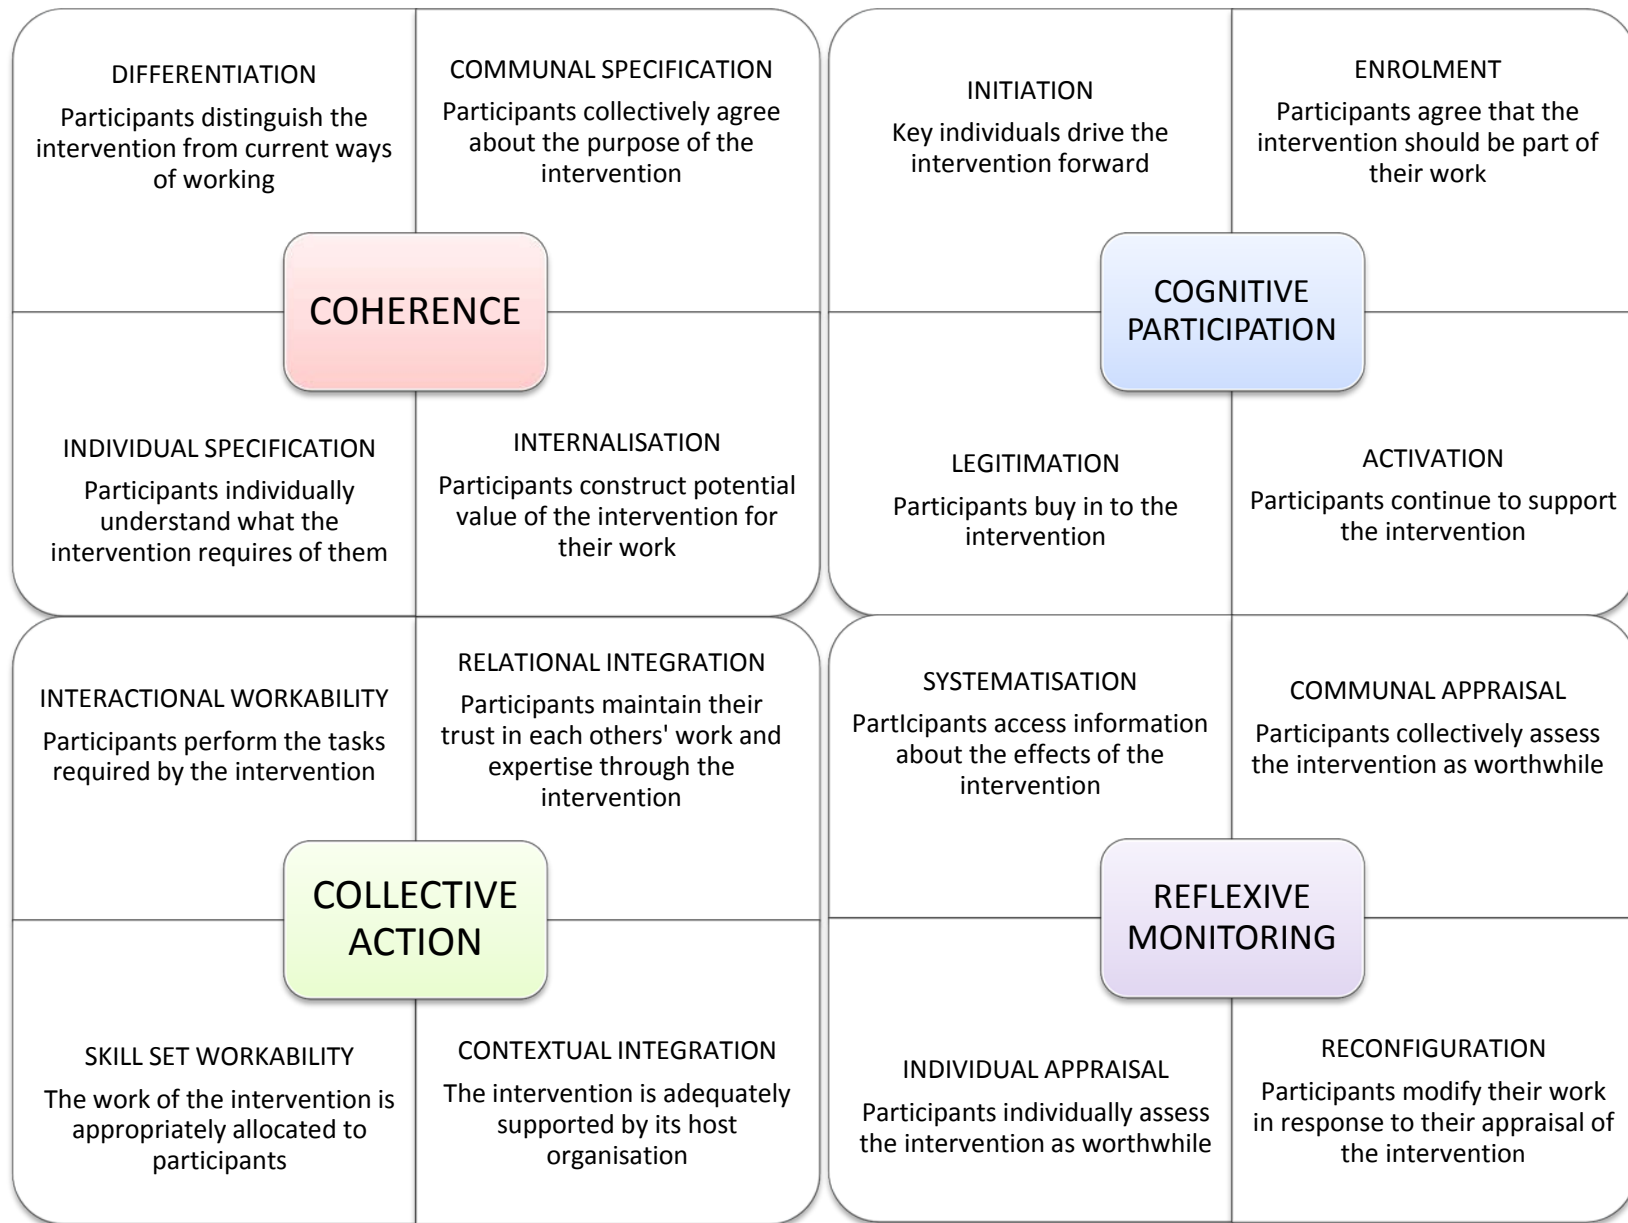 DIFFERENTIATION
Participants distinguish the
intervention from current ways
of working
COMMUNAL SPECIFICATION
Participants collectively agree
about the purpose of the
intervention
COHERENCE
INDIVIDUAL SPECIFICATION
Participants individually
understand what the
intervention requires of them
INTERNALISATION
Participants construct potential
value of the intervention for
their work
INITIATION
Key individuals drive the
intervention forward
ENROLMENT
Participants agree that the
intervention should be part of
their work
COGNITIVE
PARTICIPATION
LEGITIMATION
Participants buy in to the
intervention
ACTIVATION
Participants continue to support
the intervention
INTERACTIONAL WORKABILITY
Participants perform the tasks
required by the intervention
RELATIONAL INTEGRATION
Participants maintain their
trust in each others' work and
expertise through the
intervention
COLLECTIVE
ACTION
SKILL SET WORKABILITY
The work of the intervention is
appropriately allocated to
participants
CONTEXTUAL INTEGRATION
The intervention is adequately
supported by its host
organisation
SYSTEMATISATION
PartIcipants access information
about the effects of the
intervention
COMMUNAL APPRAISAL
Participants collectively assess
the intervention as worthwhile
REFLEXIVE
MONITORING
INDIVIDUAL APPRAISAL
Participants individually assess
the intervention as worthwhile
RECONFIGURATION
Participants modify their work
in response to their appraisal of
the intervention